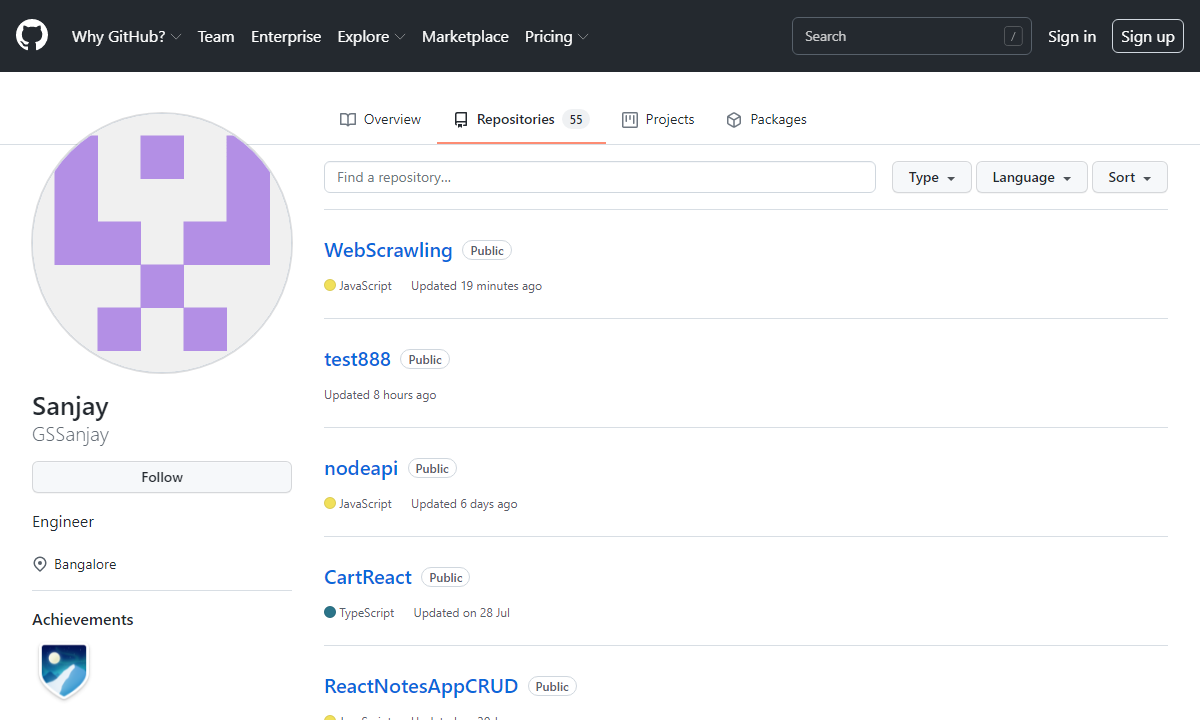 Why GitHub? Team Enterprise Explore Marketplace Pricing Search / Sign in Sign up
Overview Repositories 55 Projects Packages
Find a repository... Type Language Sort
WebScrawling Public
JavaScript Updated 19 minutes ago
test888 Public
Updated 8 hours ago
Sanjay
GSSanjay
Follow
Engineer
Bangalore
Achievements
nodeapi Public
JavaScript Updated 6 days ago
CartReact Public
TypeScript Updated on 28 Jul
ReactNotesAppCRUD Public